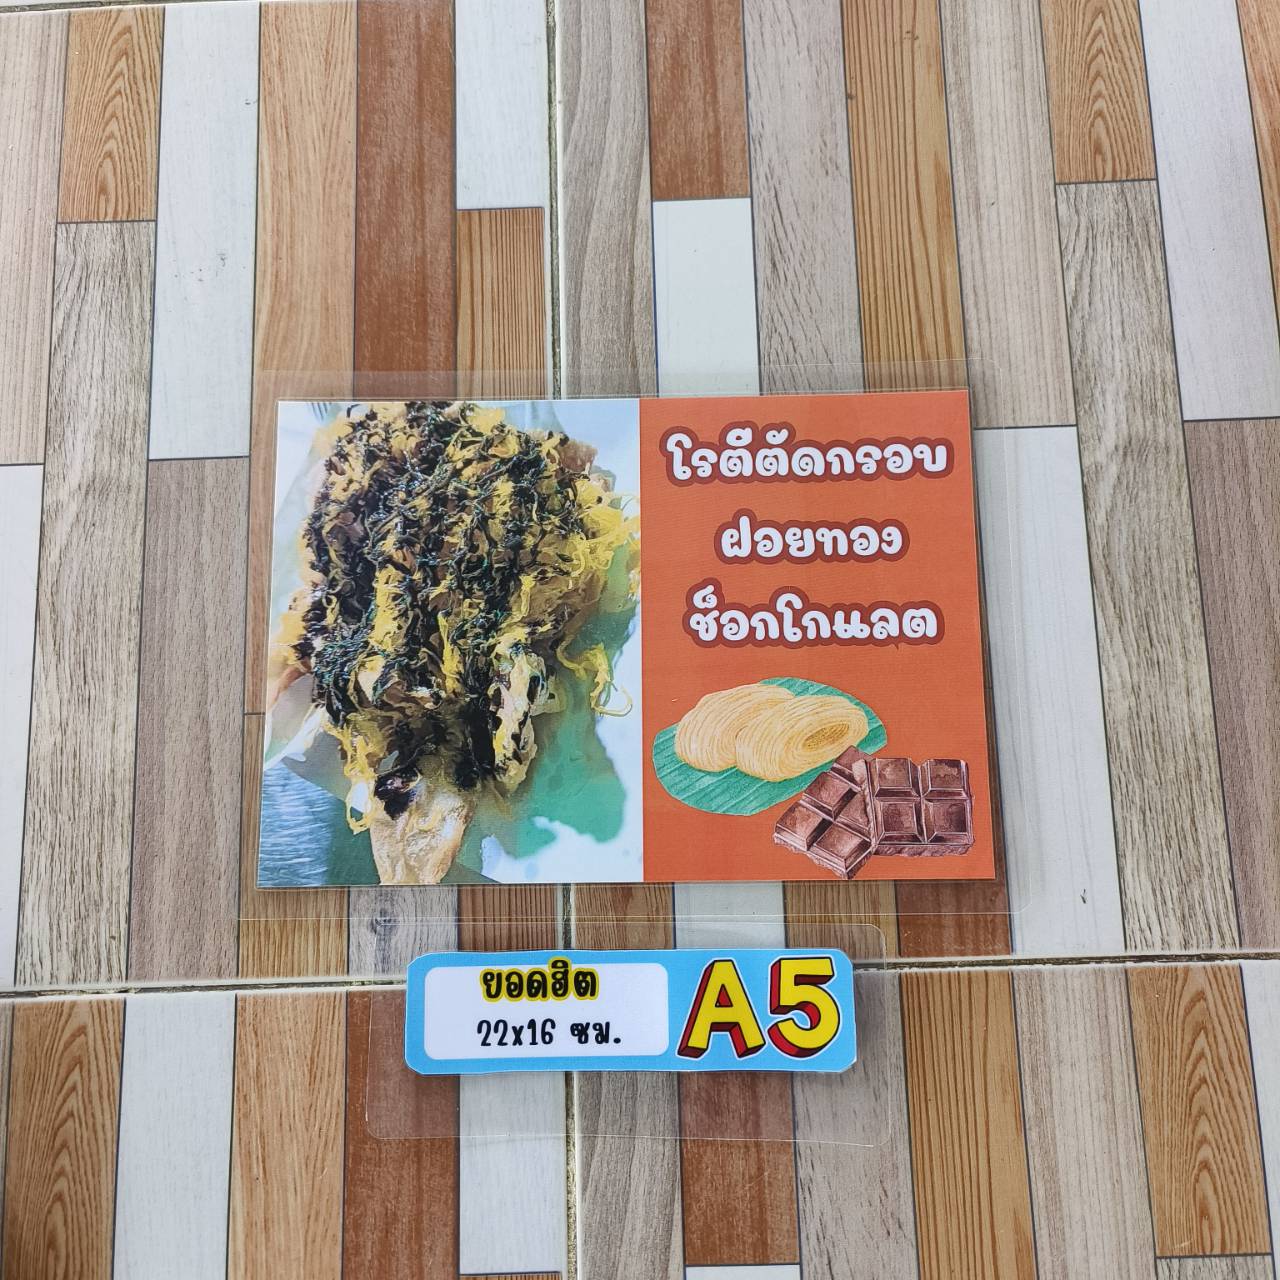 โรตีตัดกรอบ
ฝอยทอง
ช็อกโกแลต
ยอดฮิต
22x16 ซม.
A5